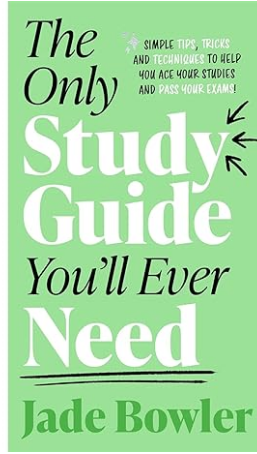 The
Only
SIMPLE TIPS, TRICKS
AND TECHNIQUES TO HELP
YOU ACE YOUR STUDIES
AND PASS YOUR EXAMS!
Study
Guide
You'll Ever
Need
Jade Bowler